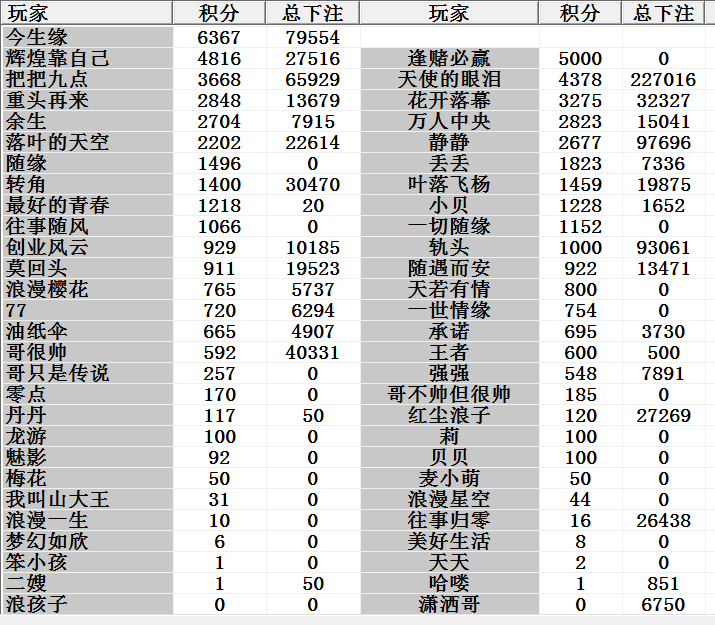 玩家 积分 总下注 玩家 积分 总下注
今生缘 6367 79554
辉煌靠自己 4816 27516 逢赌必赢 5000 0
把把九点 3668 65929 天使的眼泪 4378 227016
重头再来 2848 13679 花开落幕 3275 32327
余生 2704 7915 万人中央 2823 15041
落叶的天空 2202 22614 静静 2677 97696
随缘 1496 0 丢丢 1823 7336
转角 1400 30470 叶落飞杨 1459 19875
最好的青春 1218 20 小贝 1228 1652
往事随风 1066 0 一切随缘 1152 0
创业风云 929 10185 轨头 1000 93061
莫回头 911 19523 随遇而安 922 13471
浪漫樱花 765 5737 天若有情 800 0
77 720 6294 一世情缘 754 0
油纸伞 665 4907 承诺 695 3730
哥很帅 592 40331 王者 600 500
哥只是传说 257 0 强强 548 7891
零点 170 0 哥不帅但很帅 185 0
丹丹 117 50 红尘浪子 120 27269
龙游 100 0 莉 100 0
魅影 92 0 贝贝 100 0
梅花 50 0 麦小萌 50 0
我叫山大王 31 0 浪漫星空 44 0
浪漫一生 10 0 往事归零 16 26438
梦幻如欣 6 0 美好生活 8 0
笨小孩 1 0 天天 2 0
二嫂 1 50 哈喽 1 851
浪孩子 0 0 潇洒哥 0 6750